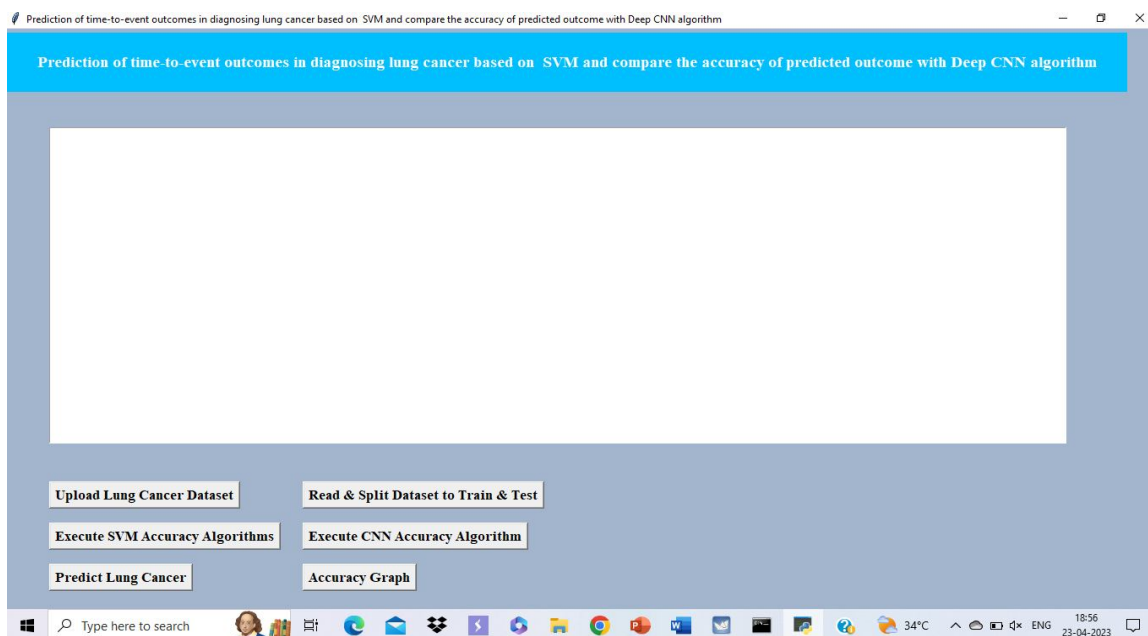 Prediction of time-to-event outcomes in diagnosing lung cancer based on  SVM and compare the accuracy of predicted outcome with Deep CNN algorithm
Prediction of time-to-event outcomes in diagnosing lung cancer based on  SVM and compare the accuracy of predicted outcome with Deep CNN algorithm
Upload Lung Cancer Dataset
Read & Split Dataset to Train & Test
Execute SVM Accuracy Algorithms
Execute CNN Accuracy Algorithm
Predict Lung Cancer
Accuracy Graph
Type here to search
34°C
ENG
18:56
23-04-2023